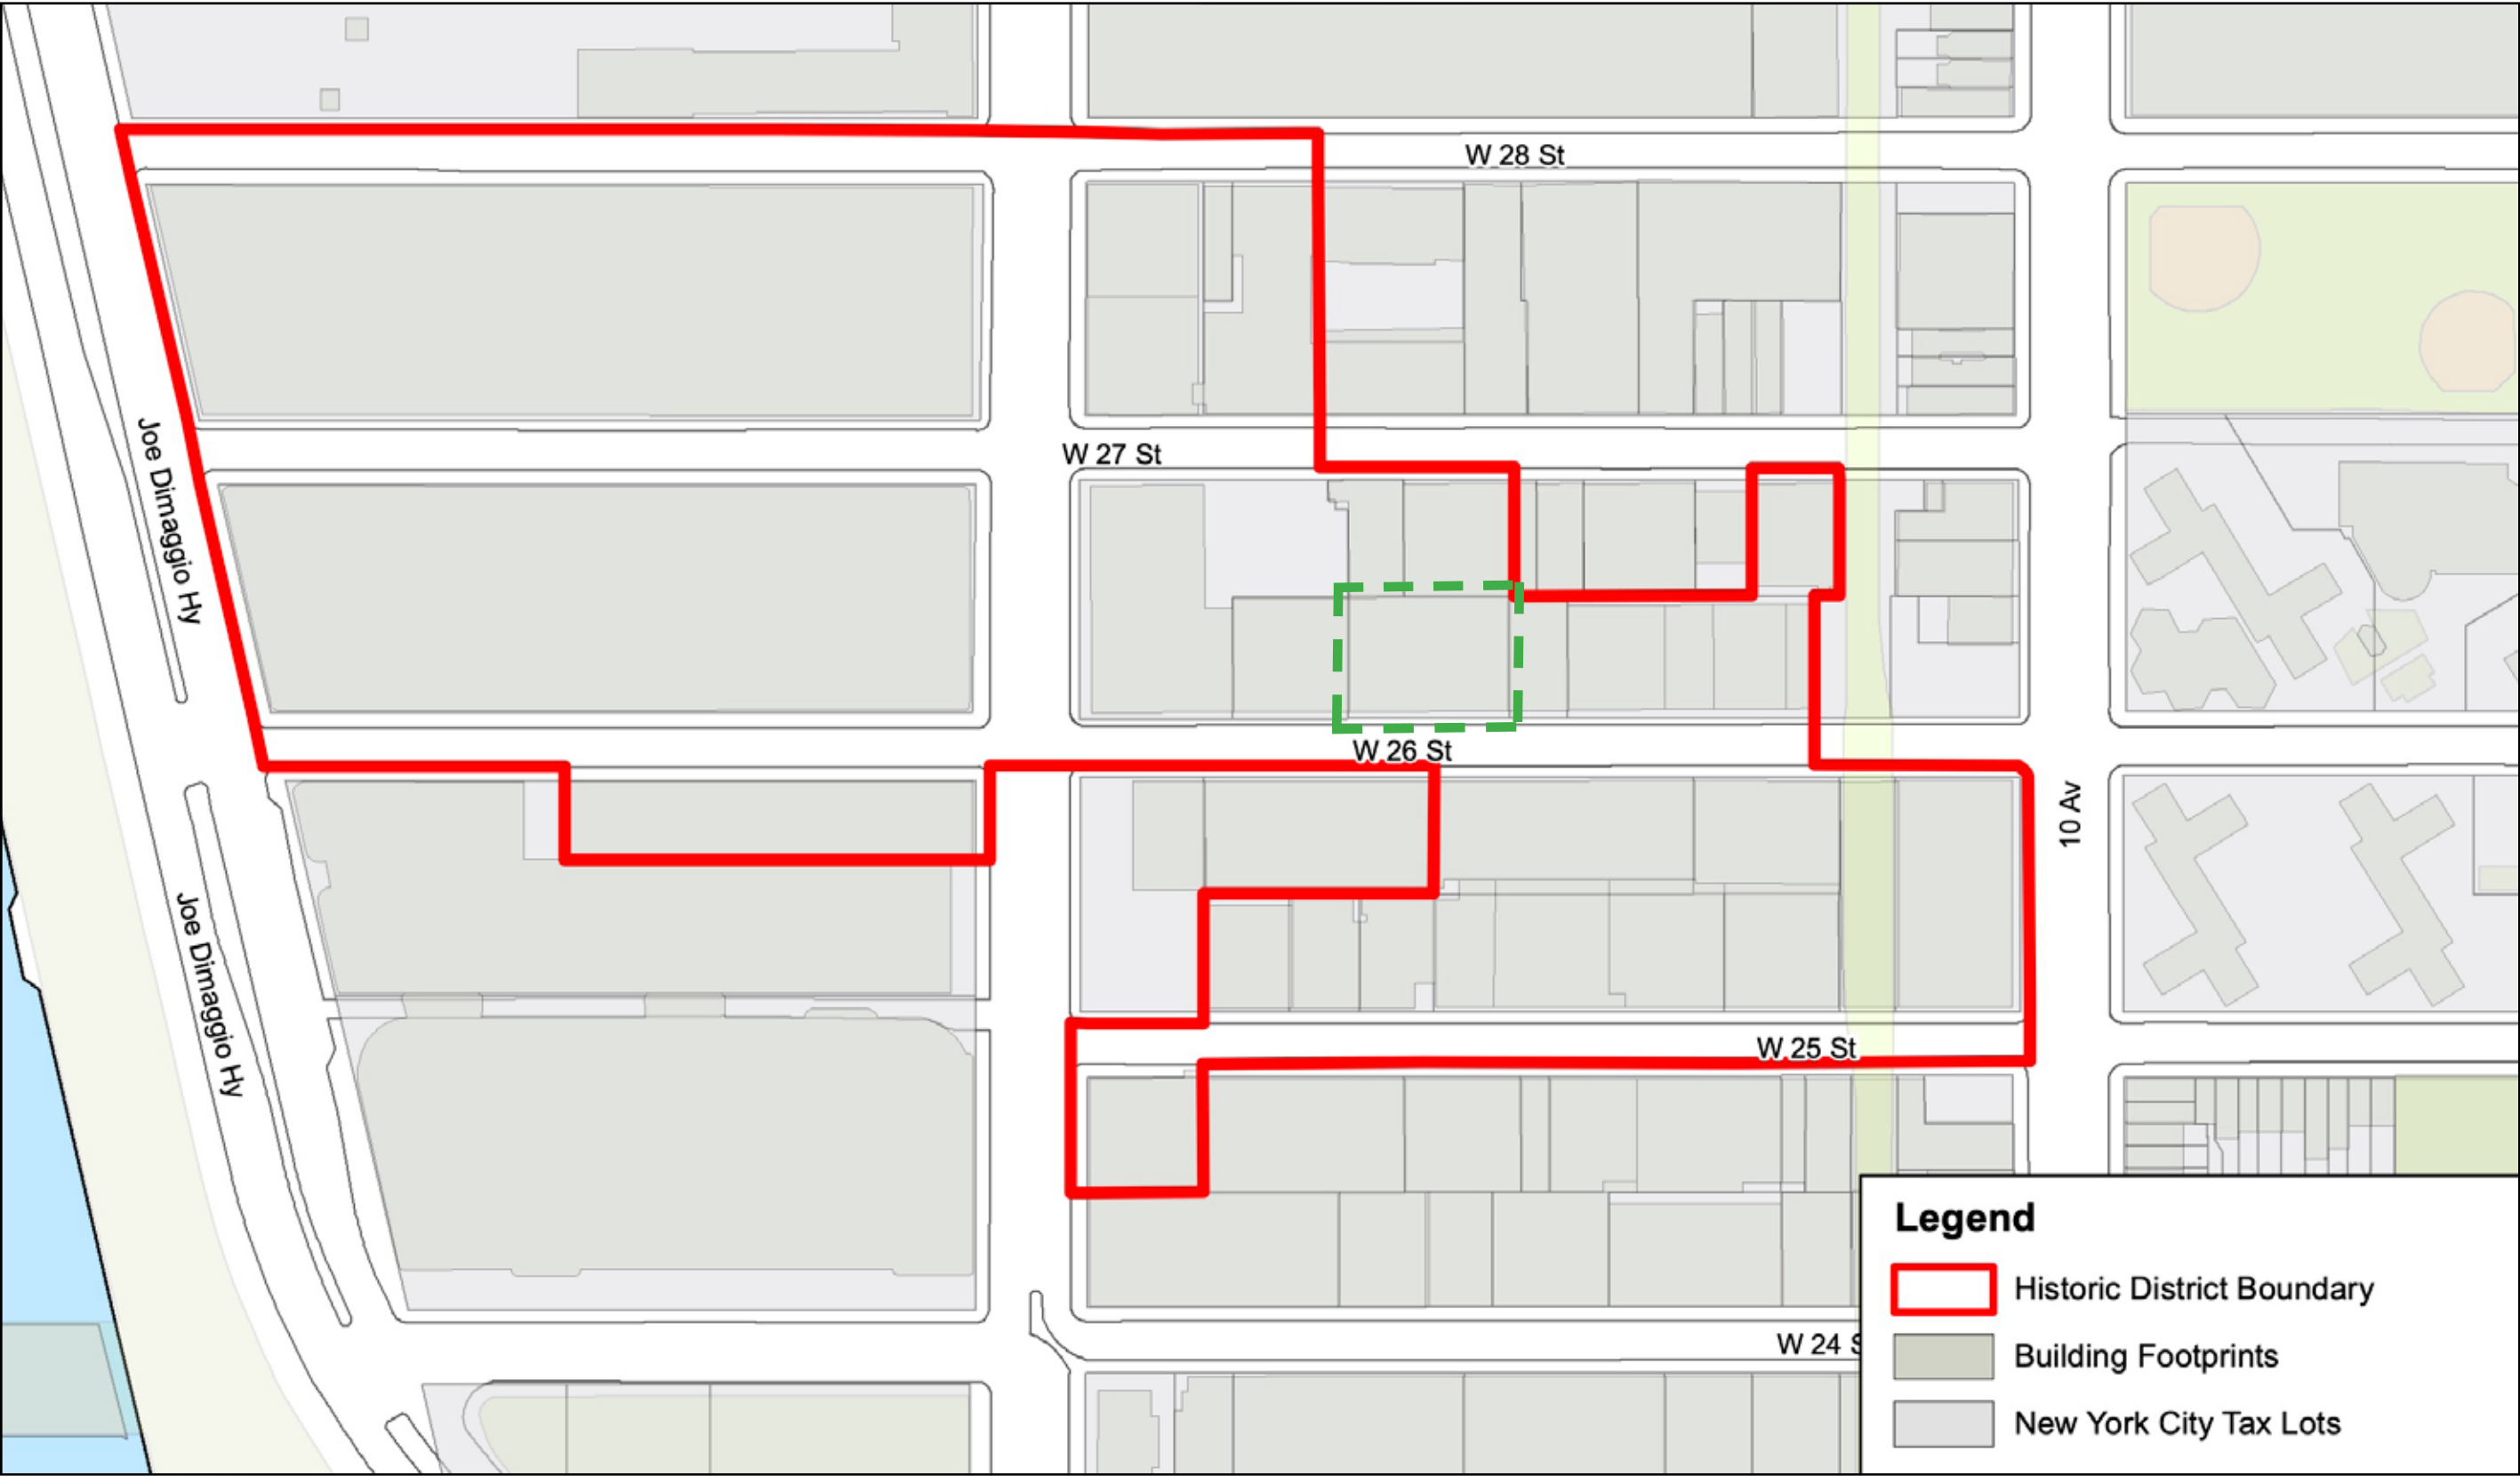 W 28 St
W 27 St
Joe Dimaggio Hy
W 26 St
10 Av
Joe Dimaggio Hy
W 25 St
W 24 S
Legend
Historic District Boundary
Building Footprints
New York City Tax Lots